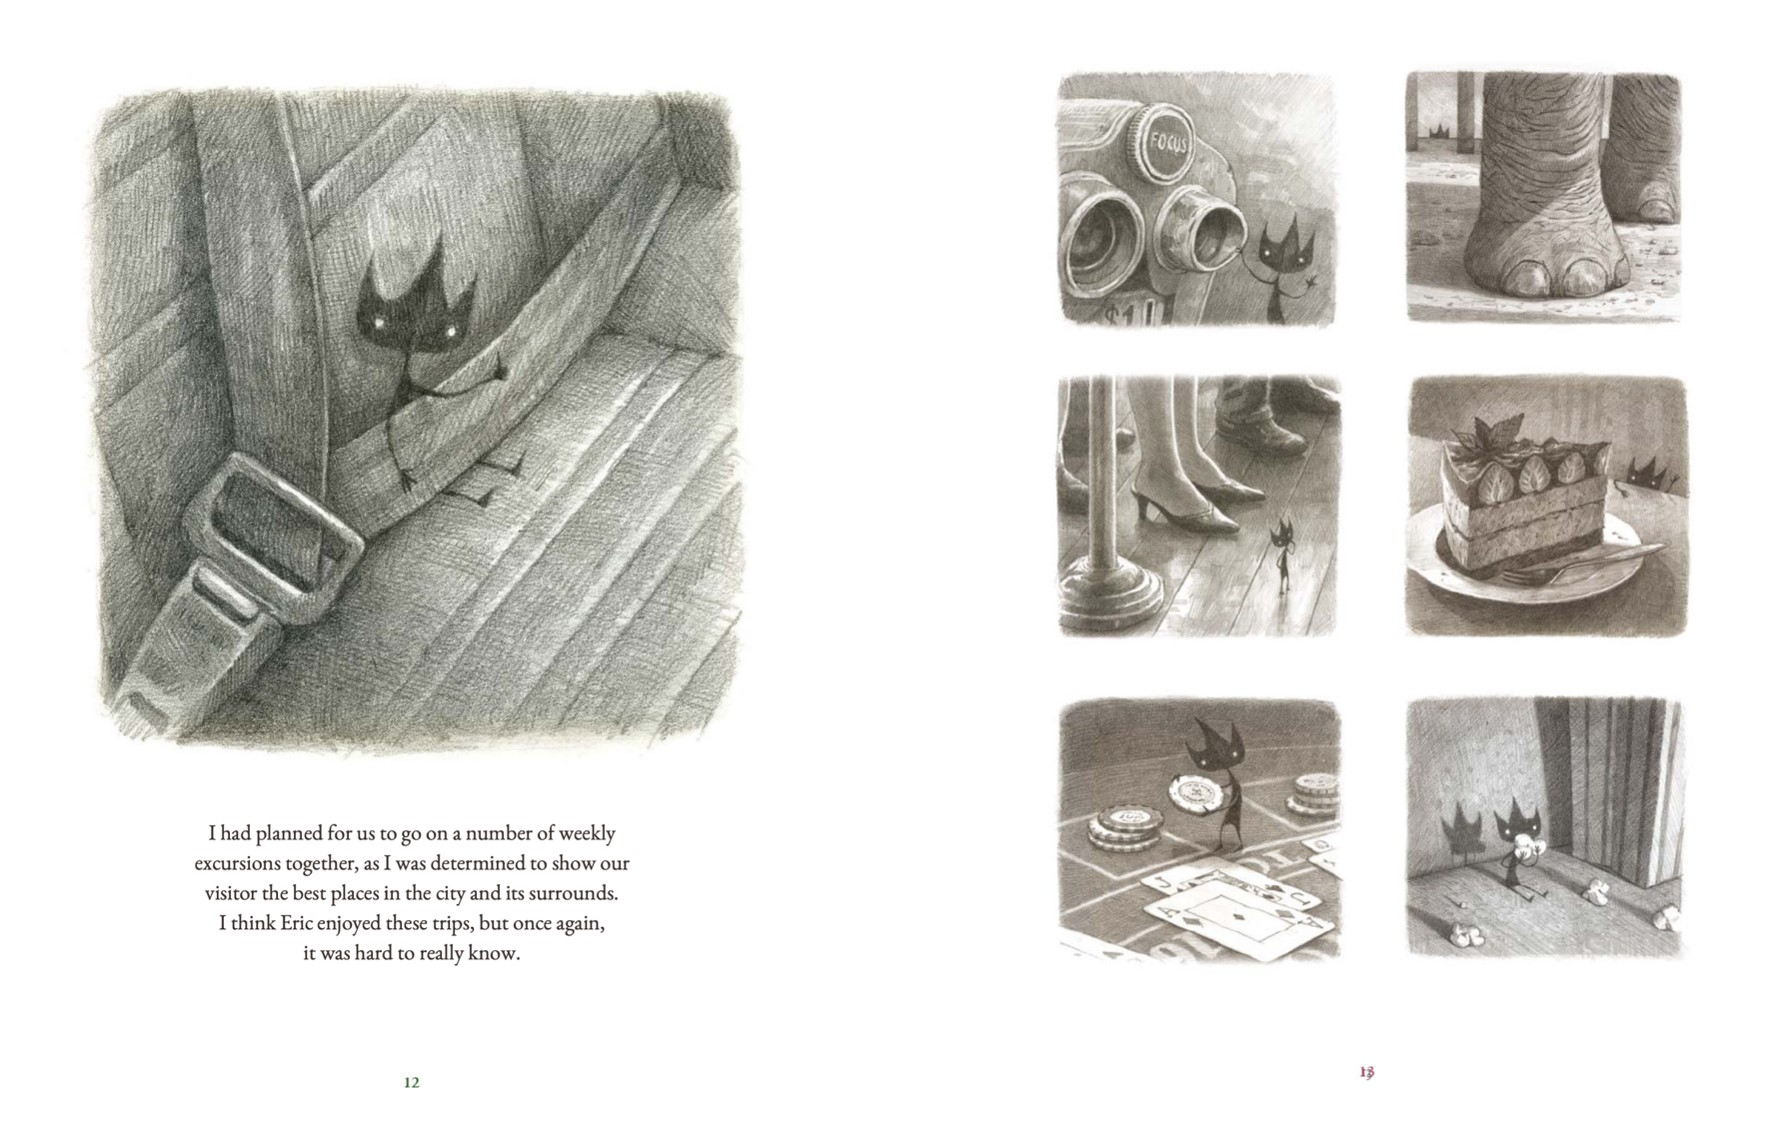 I had planned for us to go on a number of weekly
excursions together, as I was determined to show our
visitor the best places in the city and its surrounds.
I think Eric enjoyed these trips, but once again,
it was hard to really know.
12
FOCUS
$1
A
A
J